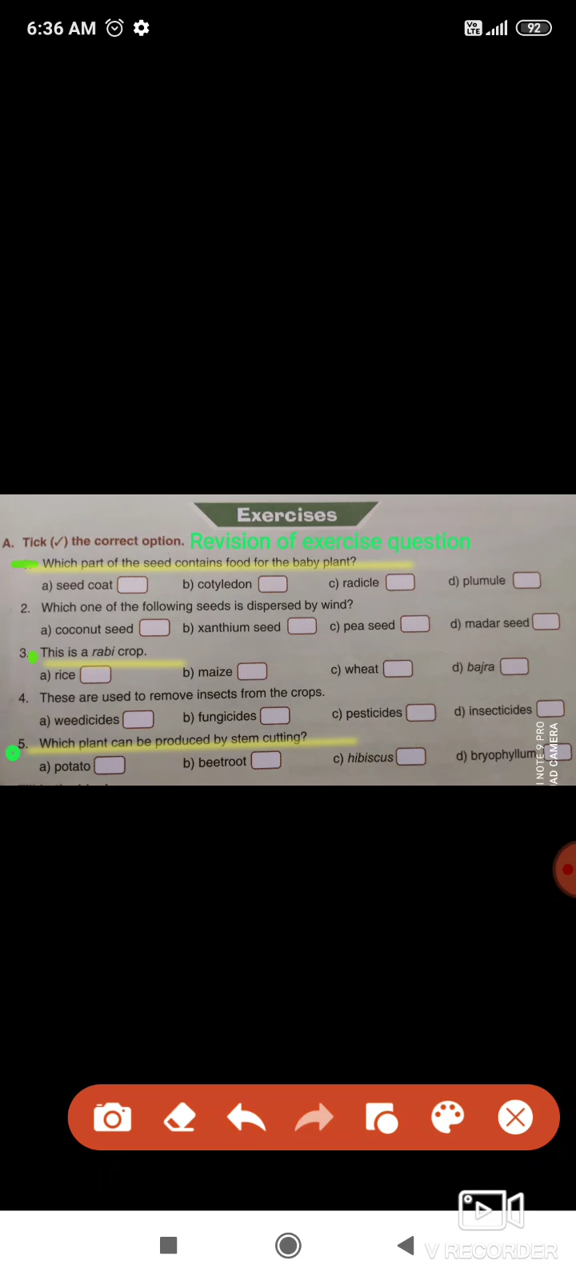 6:36 AM
Vo LTE 92
Exercises
A. Tick (✓) the correct option. Revision of exercise question
Which part of the seed contains food for the baby plant?
a) seed coat b) cotyledon c) radicle d) plumule
2. Which one of the following seeds is dispersed by wind?
a) coconut seed b) xanthium seed c) pea seed d) madar seed
3. This is a rabi crop.
a) rice b) maize c) wheat d) bajra
4. These are used to remove insects from the crops.
a) weedicides b) fungicides c) pesticides d) insecticides
5. Which plant can be produced by stem cutting?
a) potato b) beetroot c) hibiscus d) bryophyllum
I NOTE 9 PRO
AD CAMERA
V RECORDER